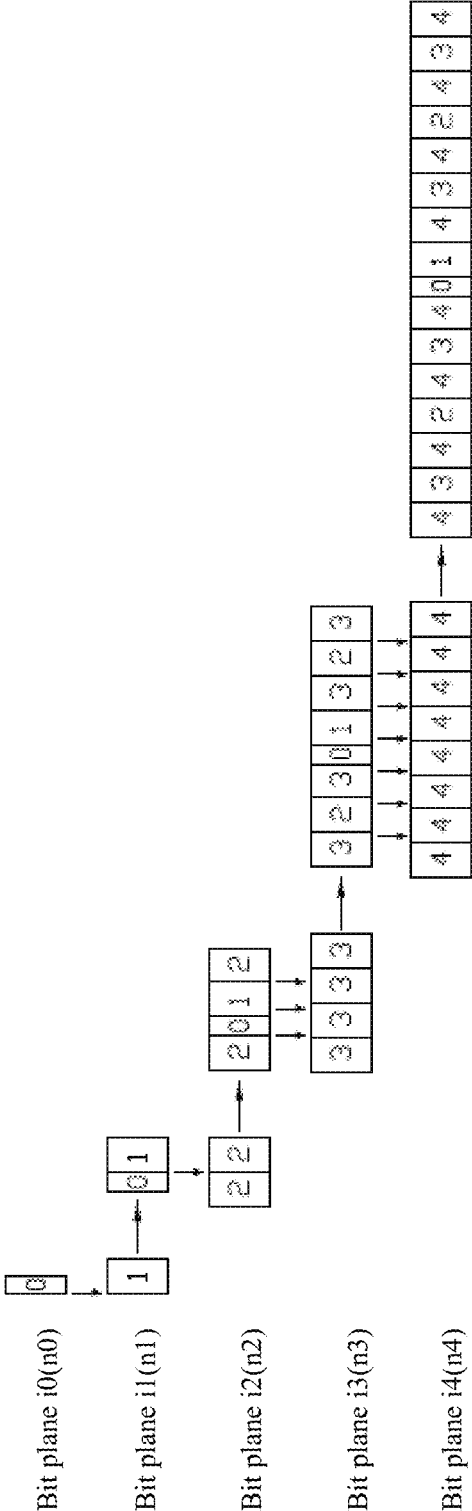 Bit plane i0(n0) 0
Bit plane i1(n1) 1 0 1
Bit plane i2(n2) 2 2 2 0 1 2
Bit plane i3(n3) 3 3 3 3 3 2 3 0 1 3 2 3
Bit plane i4(n4) 4 4 4 4 4 4 4 4 4 3 4 2 4 3 4 0 1 4 3 4 2 4 3 4